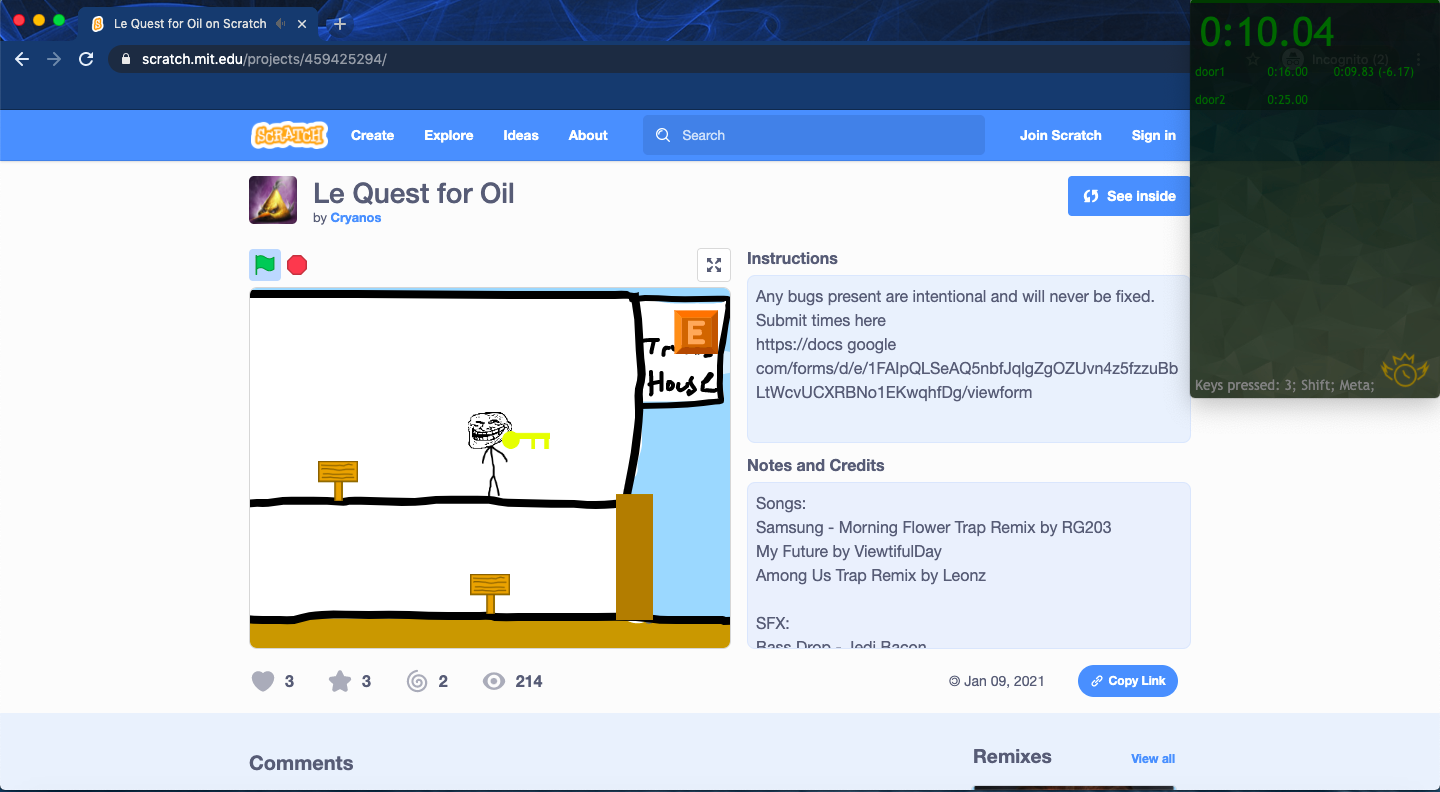 Le Quest for Oil on Scratch
scratch.mit.edu/projects/459425294/
Incognito (2)
0:10.04
door1 0:16.00 0:09.83 (-6.17)
door2 0:25.00
Keys pressed: 3; Shift; Meta;
SCRATCH
Create Explore Ideas About Search Join Scratch Sign in
Le Quest for Oil
by Cryanos
See inside
E
House
Instructions
Any bugs present are intentional and will never be fixed.
Submit times here
https://docs google
com/forms/d/e/1FAIpQLSeAQ5nbfJqIgZgOZUvn4z5fzzuBb
LtWcvUCXRBNo1EKwqhfDg/viewform
Notes and Credits
Songs:
Samsung - Morning Flower Trap Remix by RG203
My Future by ViewtifulDay
Among Us Trap Remix by Leonz
SFX:
Bass Drop - Jedi Bacon
3 3 2 214
© Jan 09, 2021
Copy Link
Comments
Remixes
View all